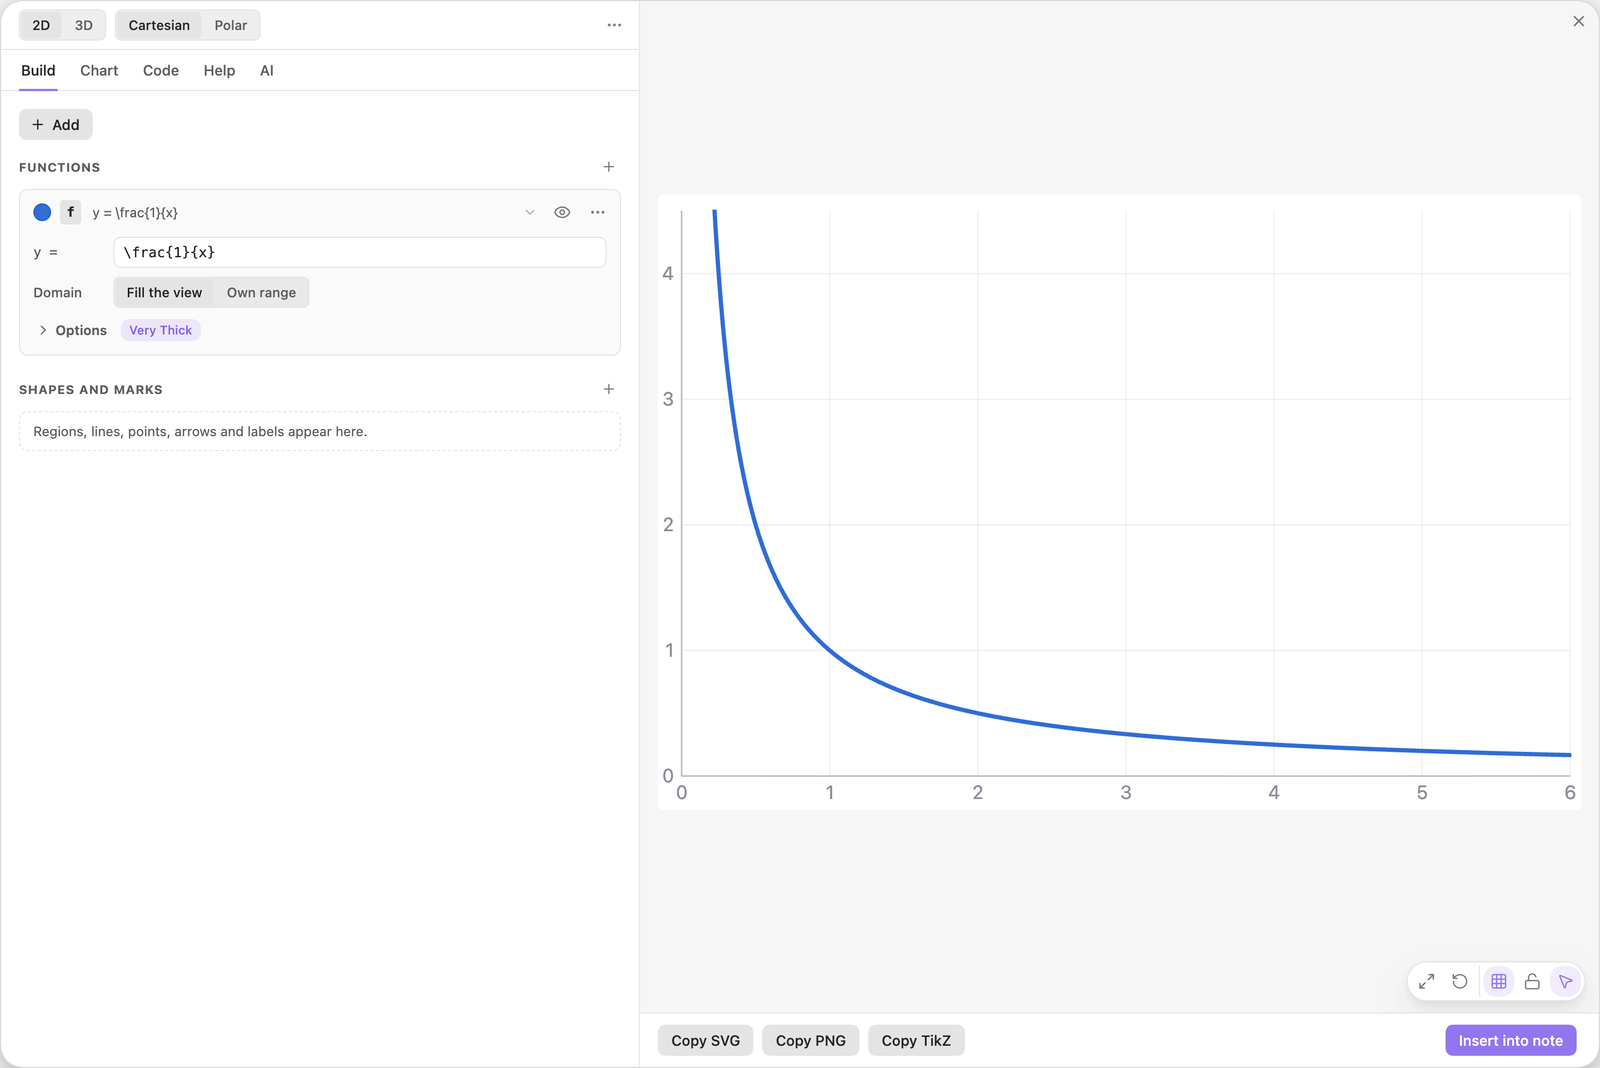 2D 3D Cartesian Polar
Build Chart Code Help AI
+ Add
FUNCTIONS
f y = \frac{1}{x}
y = \frac{1}{x}
Domain Fill the view Own range
Options Very Thick
SHAPES AND MARKS
Regions, lines, points, arrows and labels appear here.
4
3
2
1
0
0 1 2 3 4 5 6
Copy SVG Copy PNG Copy TikZ Insert into note